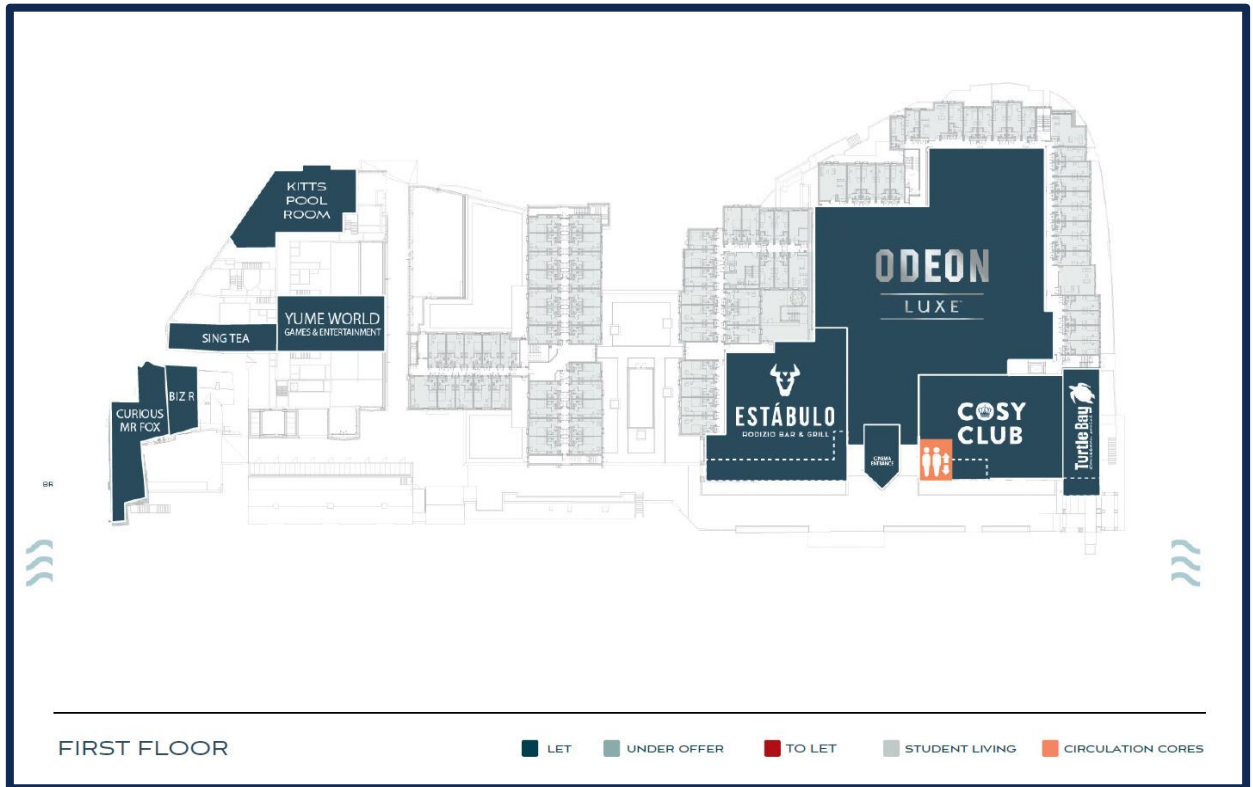 KITTS
POOL
ROOM
YUME WORLD
GAMES & ENTERTAINMENT
SING TEA
BIZ R
CURIOUS
MR FOX
BR
ODEON
LUXE
ESTÁBULO
RODIZIO BAR & GRILL
CINEMA
ENTRANCE
COSY
CLUB
Turtle Bay
FIRST FLOOR
LET
UNDER OFFER
TO LET
STUDENT LIVING
CIRCULATION CORES